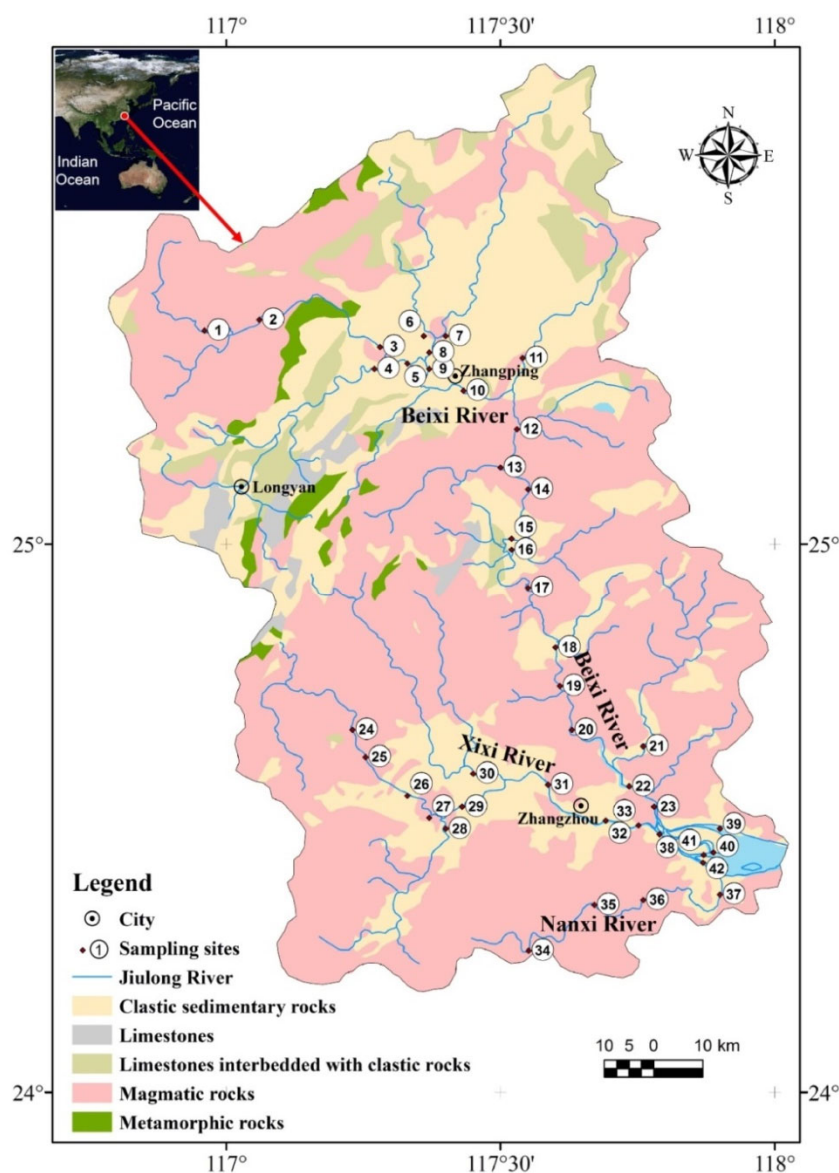 117°
117°30'
118°
Pacific
Ocean
Indian
Ocean
N
W
E
S
1
2
3
4
5
6
7
8
9
Zhangping
10
11
Beixi River
12
13
Longyan
14
25°
25°
15
16
17
18
19
Beixi River
20
21
22
23
24
25
26
27
28
29
30
Xixi River
31
Zhangzhou
32
33
38
39
40
41
42
37
36
35
Nanxi River
34
Legend
City
1 Sampling sites
Jiulong River
Clastic sedimentary rocks
Limestones
Limestones interbedded with clastic rocks
Magmatic rocks
Metamorphic rocks
10 5 0 10 km
24°
24°
117°
117°30'
118°